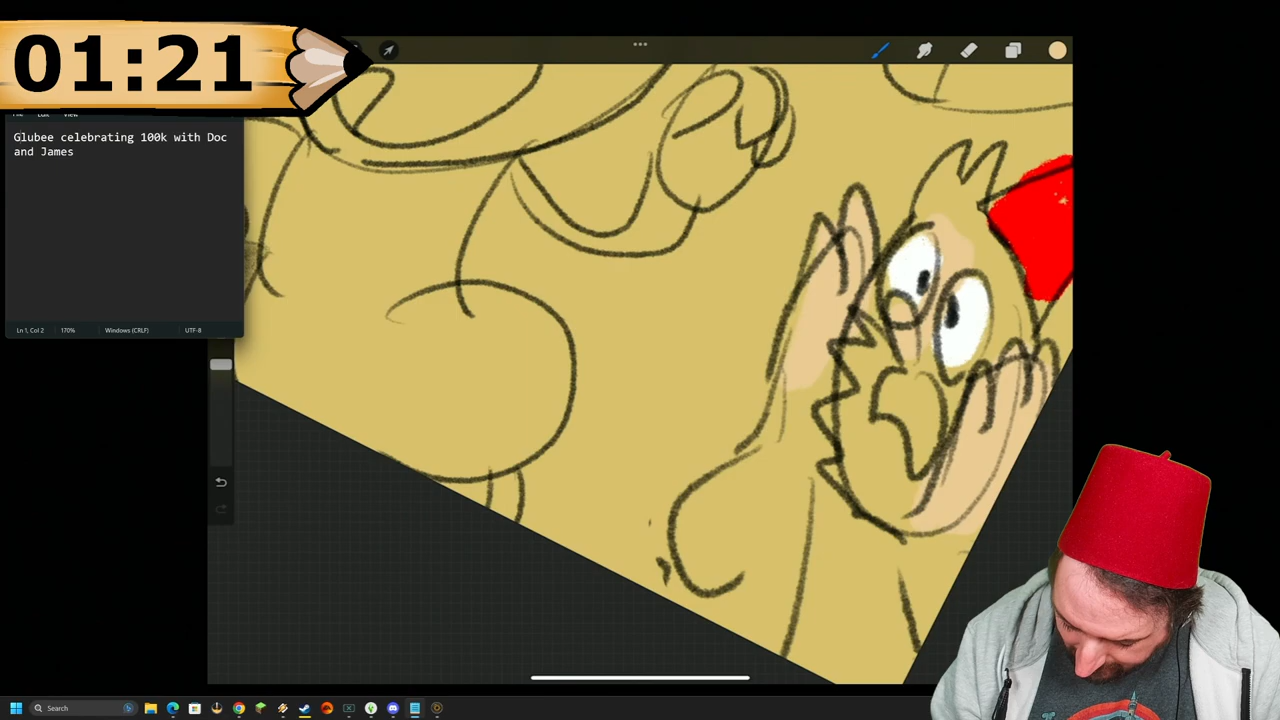 01:21
Glubee celebrating 100k with Doc
and James
Ln 1, Col 2 170% Windows (CRLF) UTF-8
Search